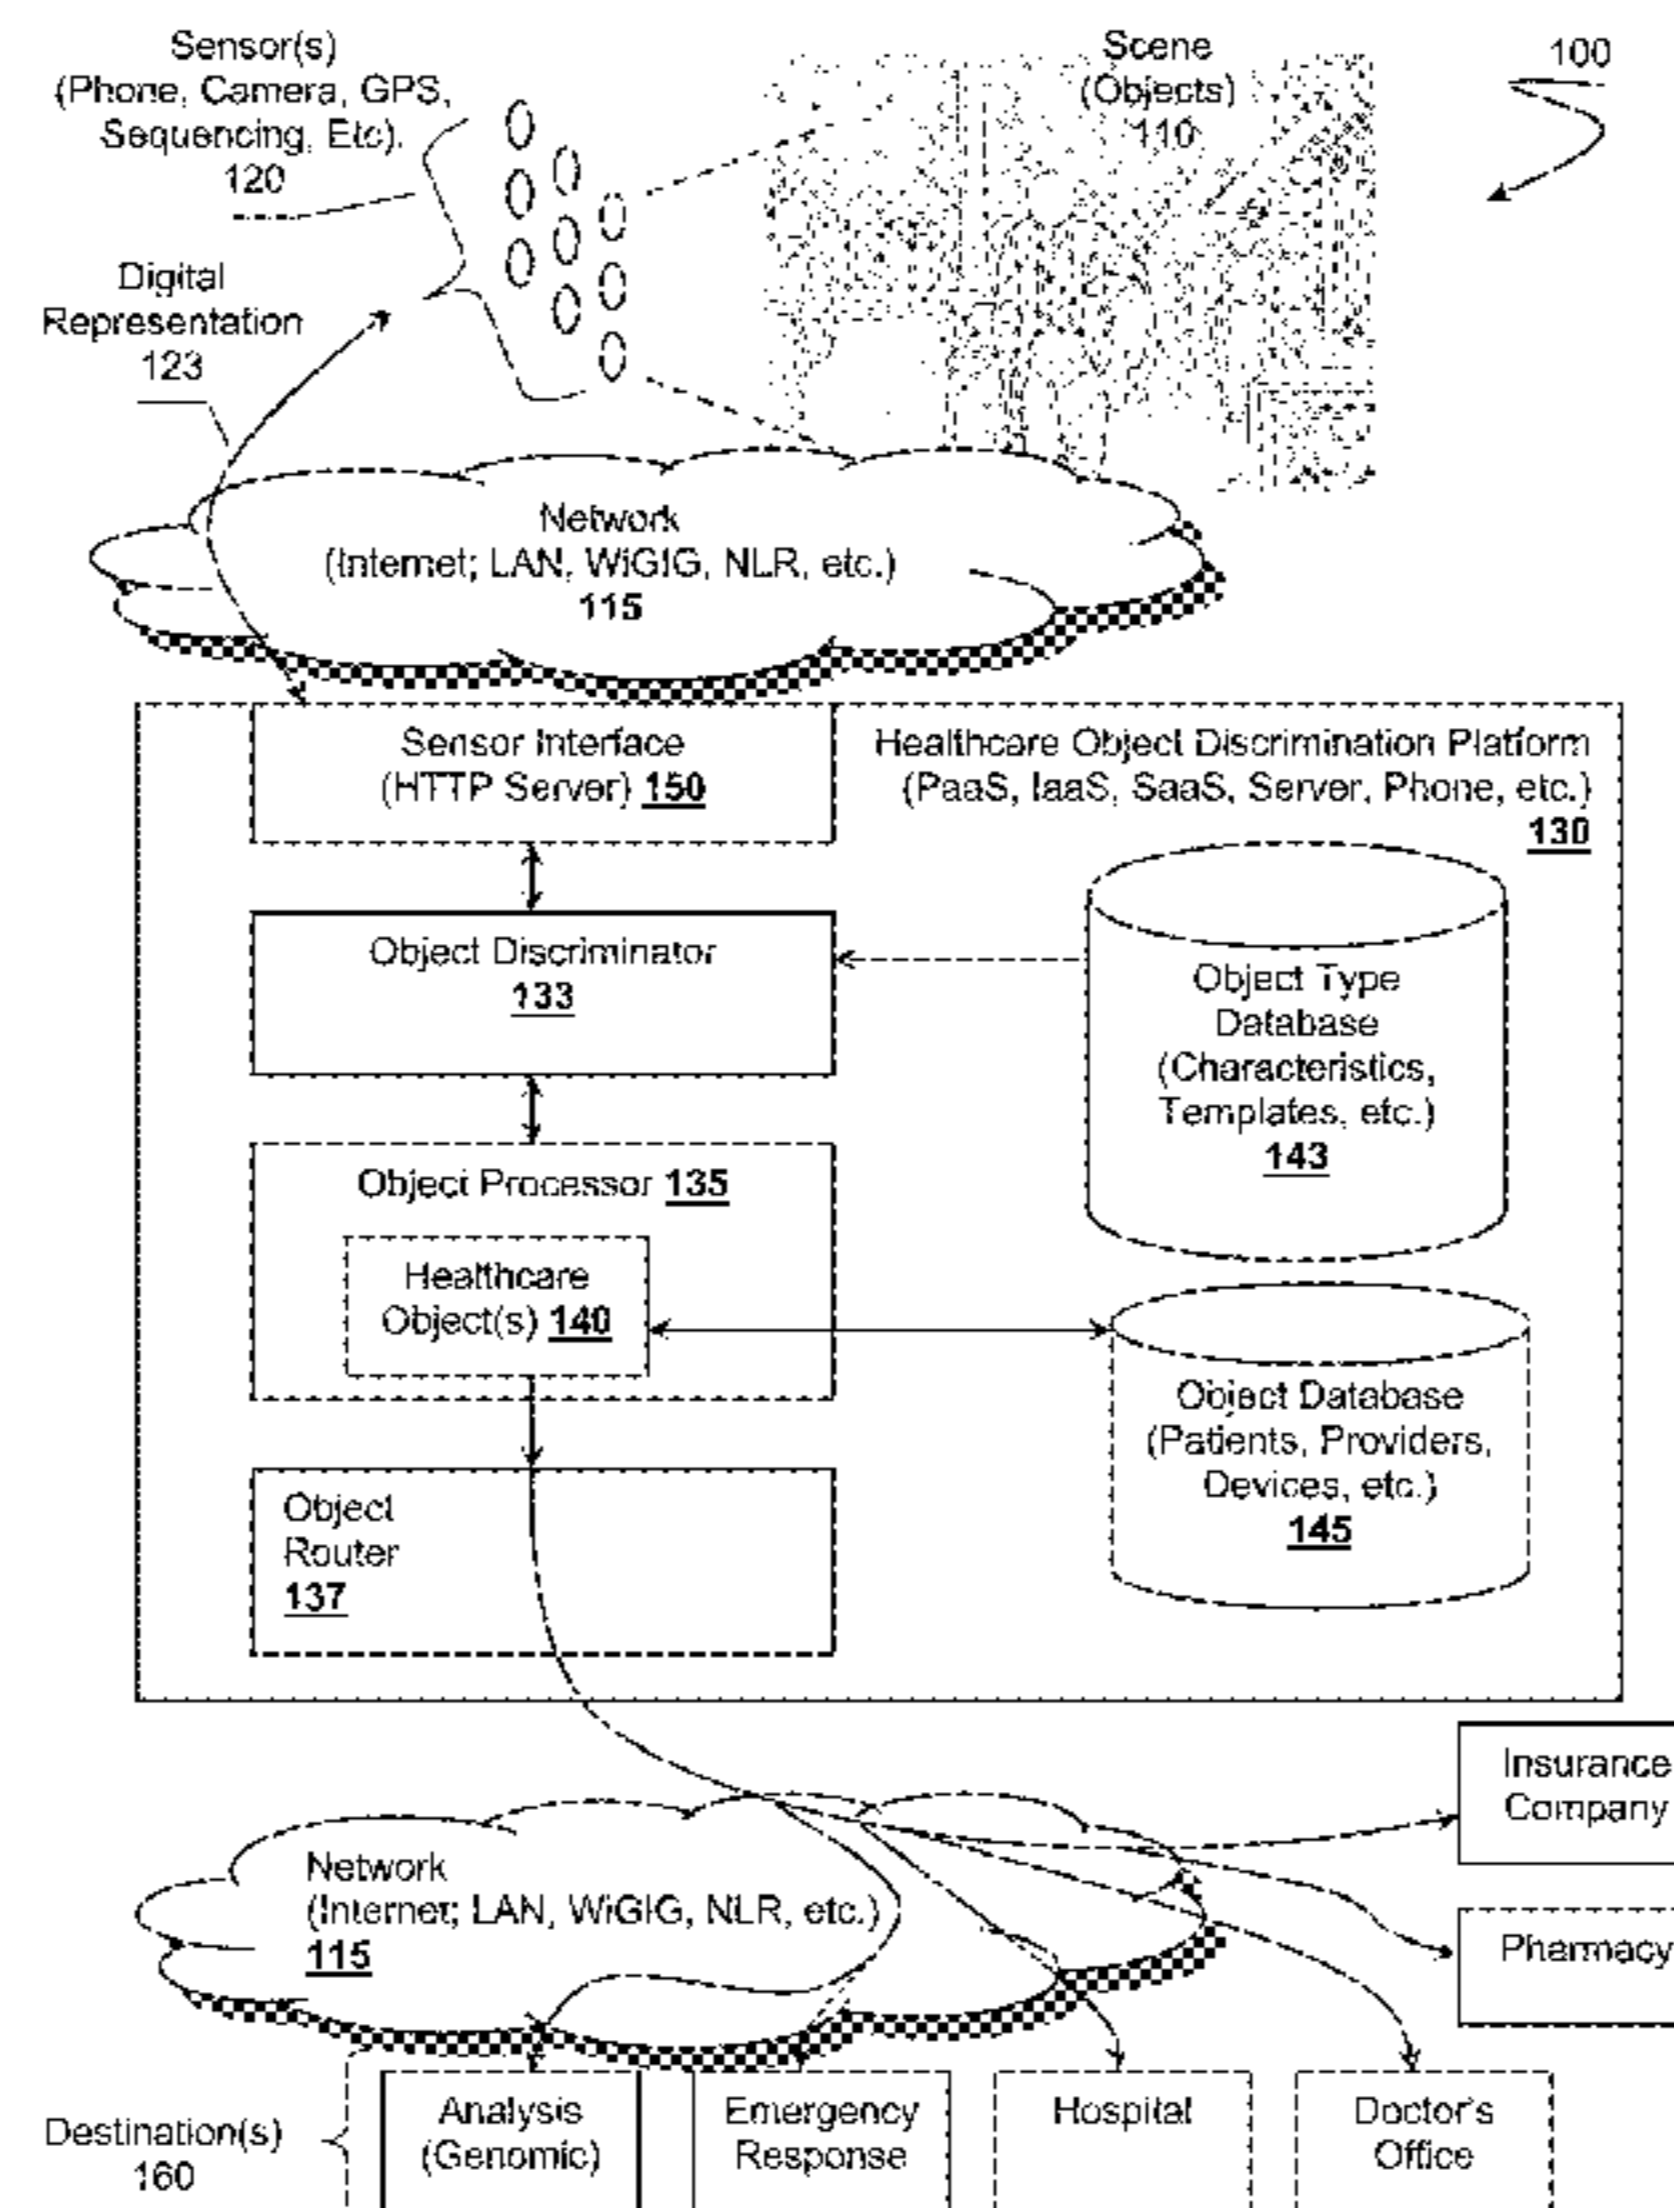 Sensor(s)
(Phone, Camera, GPS,
Sequencing, Etc).
120
Scene
(Objects)
110
100
Digital
Representation
123
Network
(Internet; LAN, WiGIG, NLR, etc.)
115
Sensor Interface
(HTTP Server) 150
Healthcare Object Discrimination Platform
(PaaS, IaaS, SaaS, Server, Phone, etc.)
130
Object Discriminator
133
Object Type
Database
(Characteristics,
Templates, etc.)
143
Object Processor 135
Healthcare
Object(s) 140
Object Database
(Patients, Providers,
Devices, etc.)
145
Object
Router
137
Insurance
Company
Network
(Internet; LAN, WiGIG, NLR, etc.)
115
Pharmacy
Destination(s)
160
Analysis
(Genomic)
Emergency
Response
Hospital
Doctor's
Office